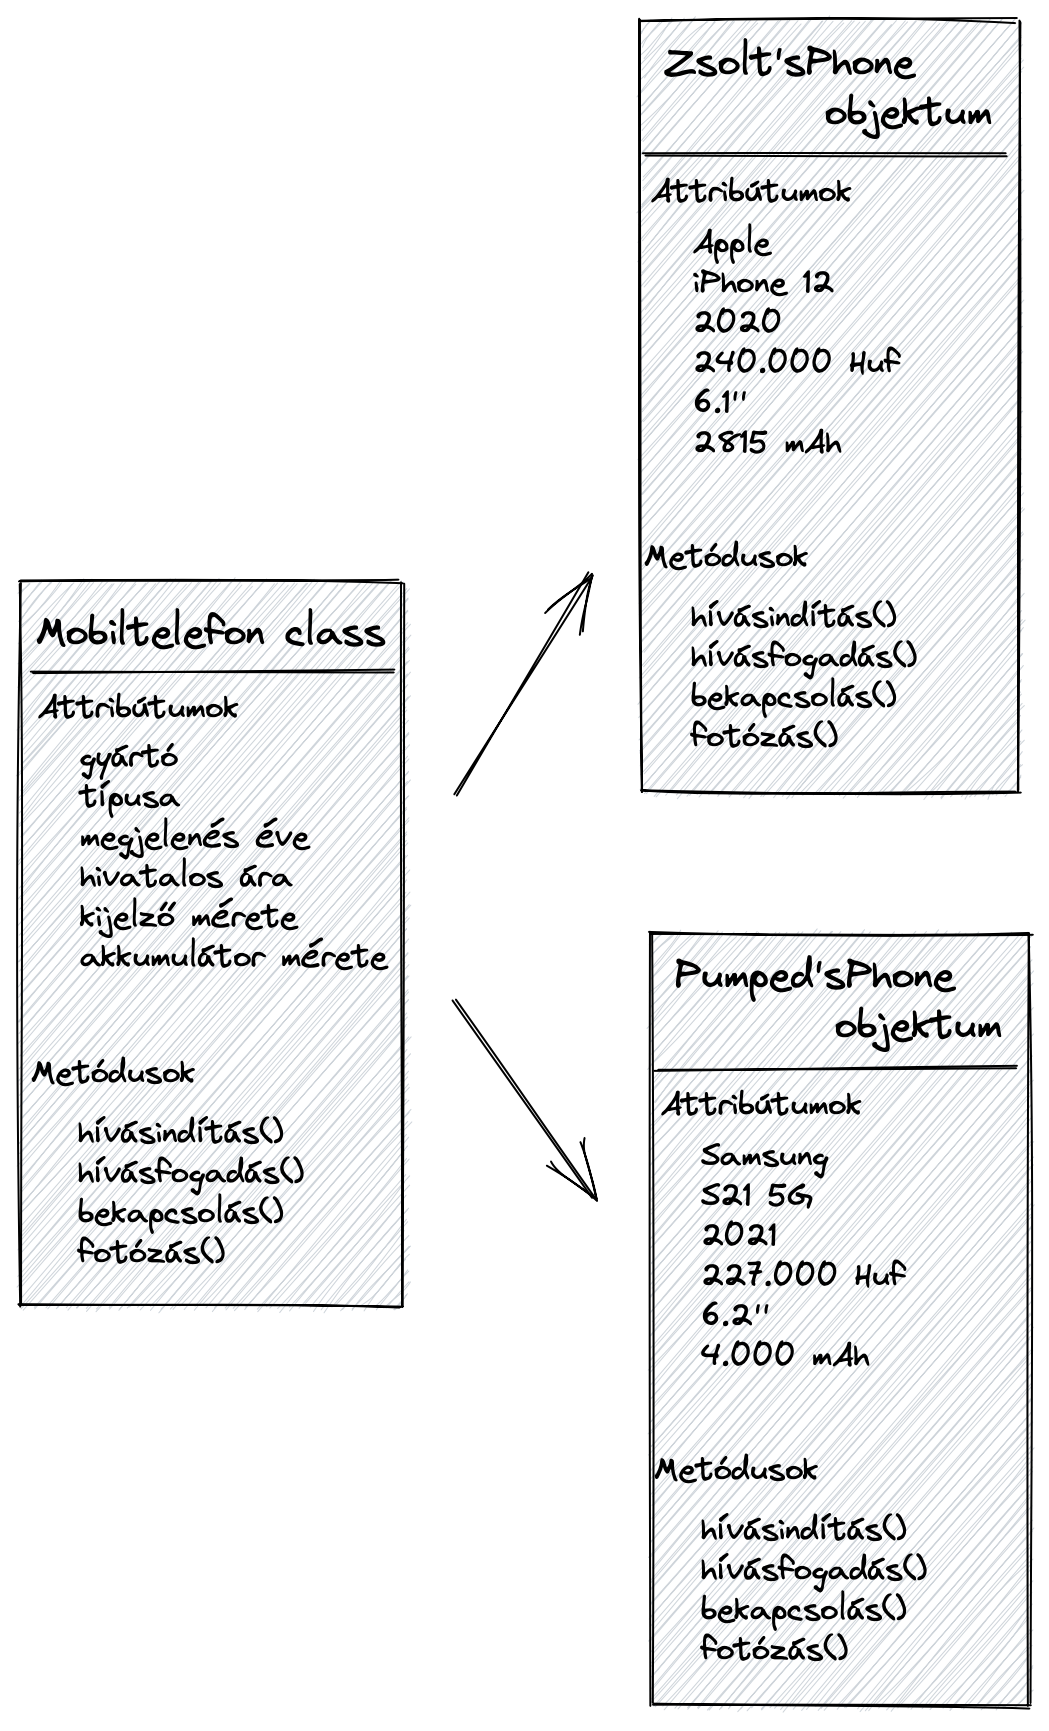 Zsolt'sPhone
objektum
Attribútumok
Apple
iPhone 12
2020
240.000 Huf
6.1''
2815 mAh
Metódusok
hívásindítás()
hívásfogadás()
bekapcsolás()
fotózás()
Mobiltelefon class
Attribútumok
gyártó
típusa
megjelenés éve
hivatalos ára
kijelző mérete
akkumulátor mérete
Metódusok
hívásindítás()
hívásfogadás()
bekapcsolás()
fotózás()
Pumped'sPhone
objektum
Attribútumok
Samsung
S21 5G
2021
227.000 Huf
6.2''
4.000 mAh
Metódusok
hívásindítás()
hívásfogadás()
bekapcsolás()
fotózás()